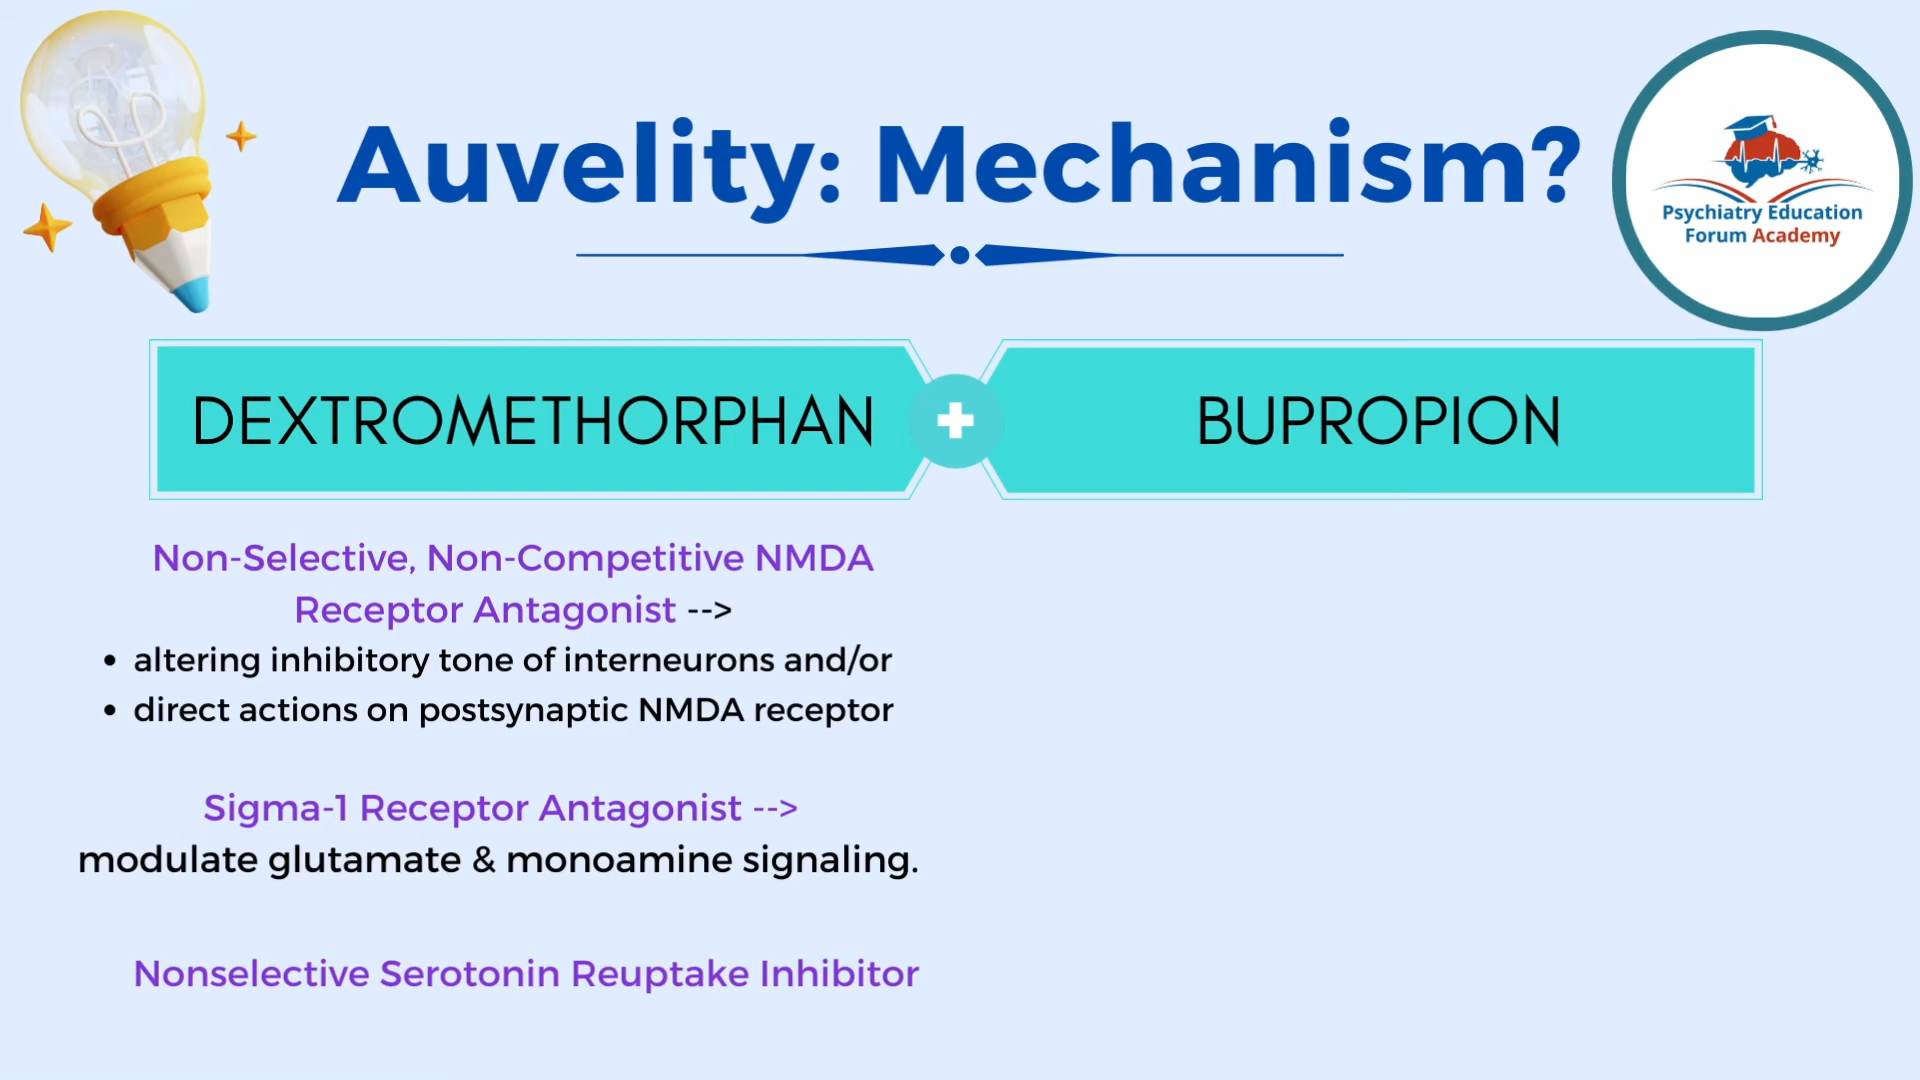 Auvelity: Mechanism?
Psychiatry Education
Forum Academy
DEXTROMETHORPHAN
BUPROPION
Non-Selective, Non-Competitive NMDA
Receptor Antagonist -->
• altering inhibitory tone of interneurons and/or
• direct actions on postsynaptic NMDA receptor
Sigma-1 Receptor Antagonist -->
modulate glutamate & monoamine signaling.
Nonselective Serotonin Reuptake Inhibitor